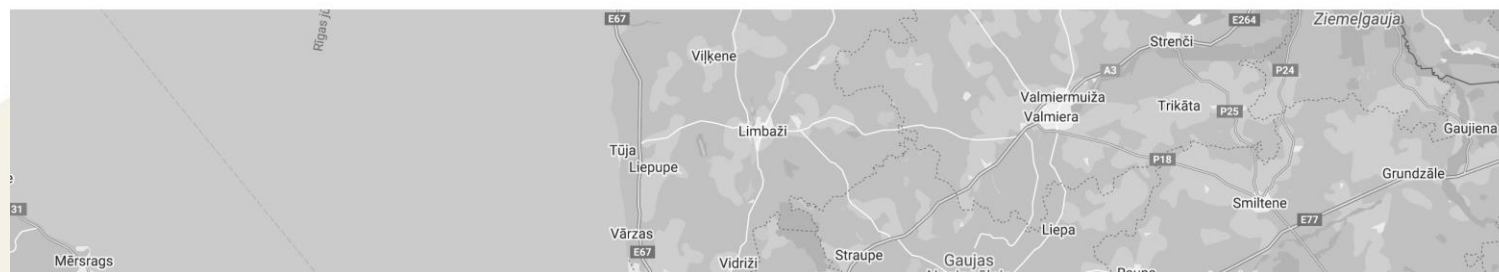 E67
E264
Ziemeļgauja
Strenči
Viļķene
A3
P24
Valmiermuiža
Trikāta
P25
Valmiera
Limbaži
Gaujiena
Tūja
Liepupe
P18
Grundzāle
Smiltene
31
E77
Vārzas
Liepa
E67
Straupe
Gaujas
Mērsrags
Vidriži